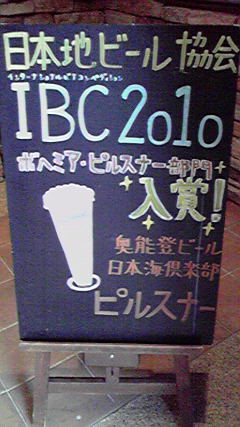 日本地ビール協会
インターナショナルビアコンペティション
IBC2010
ボヘミア・ピルスナー部門
入賞!
奥能登ビール
日本海倶楽部
ピルスナー